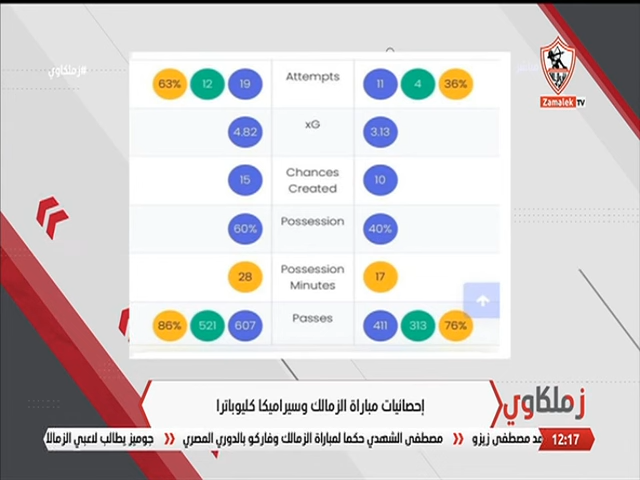 #زملكاوي
Zamalek TV
63% 12 19 Attempts 11 4 36%
4.82 xG 3.13
15 Chances Created 10
60% Possession 40%
28 Possession Minutes 17
86% 521 607 Passes 411 313 76%
إحصائيات مباراة الزمالك وسيراميكا كليوباترا
زملكاوي
عد مصطفى زيزو » مصطفى الشهدي حكما لمباراة الزمالك وفاركو بالدوري المصري » جوميز يطالب لاعبي الزمالك
12:17